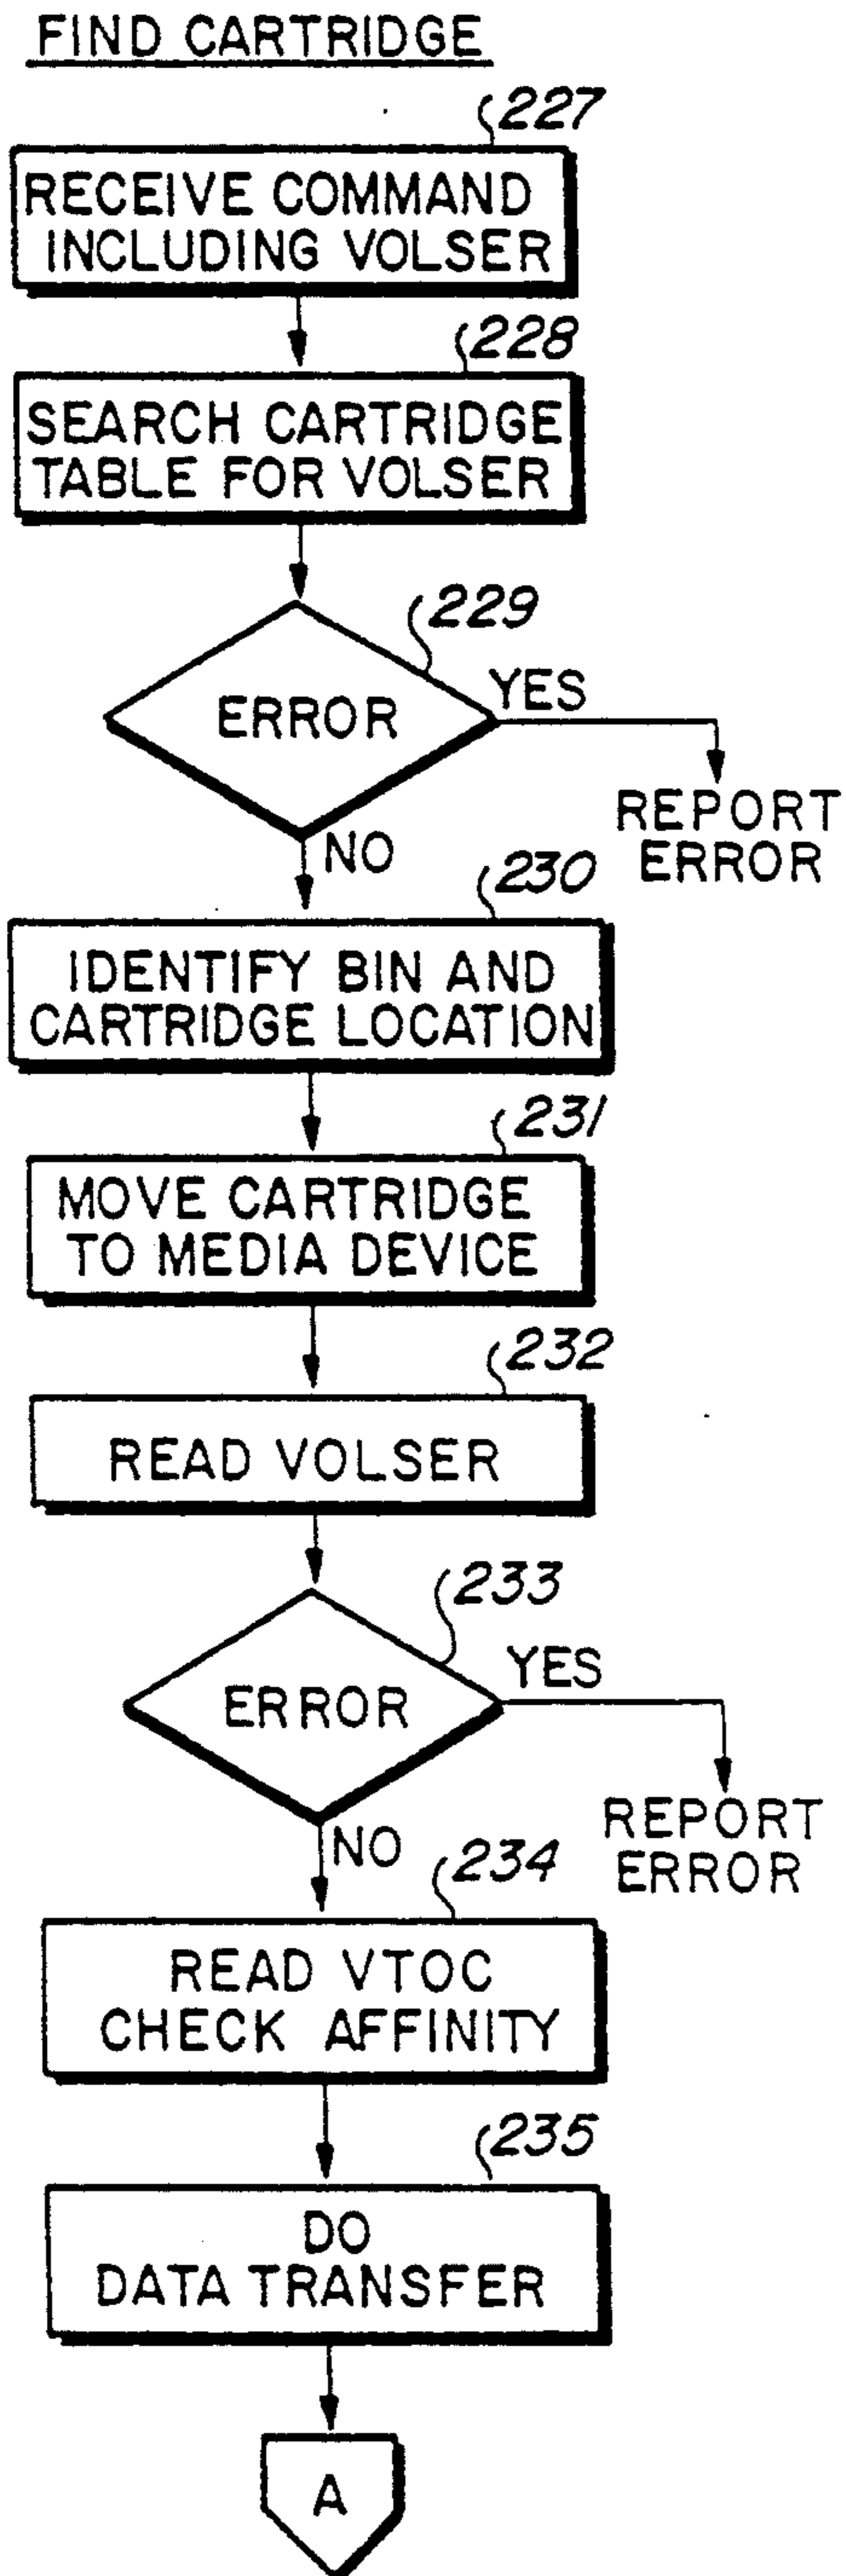 FIND CARTRIDGE
227
RECEIVE COMMAND
INCLUDING VOLSER
228
SEARCH CARTRIDGE
TABLE FOR VOLSER
229
ERROR
YES
REPORT
ERROR
NO
230
IDENTIFY BIN AND
CARTRIDGE LOCATION
231
MOVE CARTRIDGE
TO MEDIA DEVICE
232
READ VOLSER
233
ERROR
YES
REPORT
ERROR
NO
234
READ VTOC
CHECK AFFINITY
235
DO
DATA TRANSFER
A